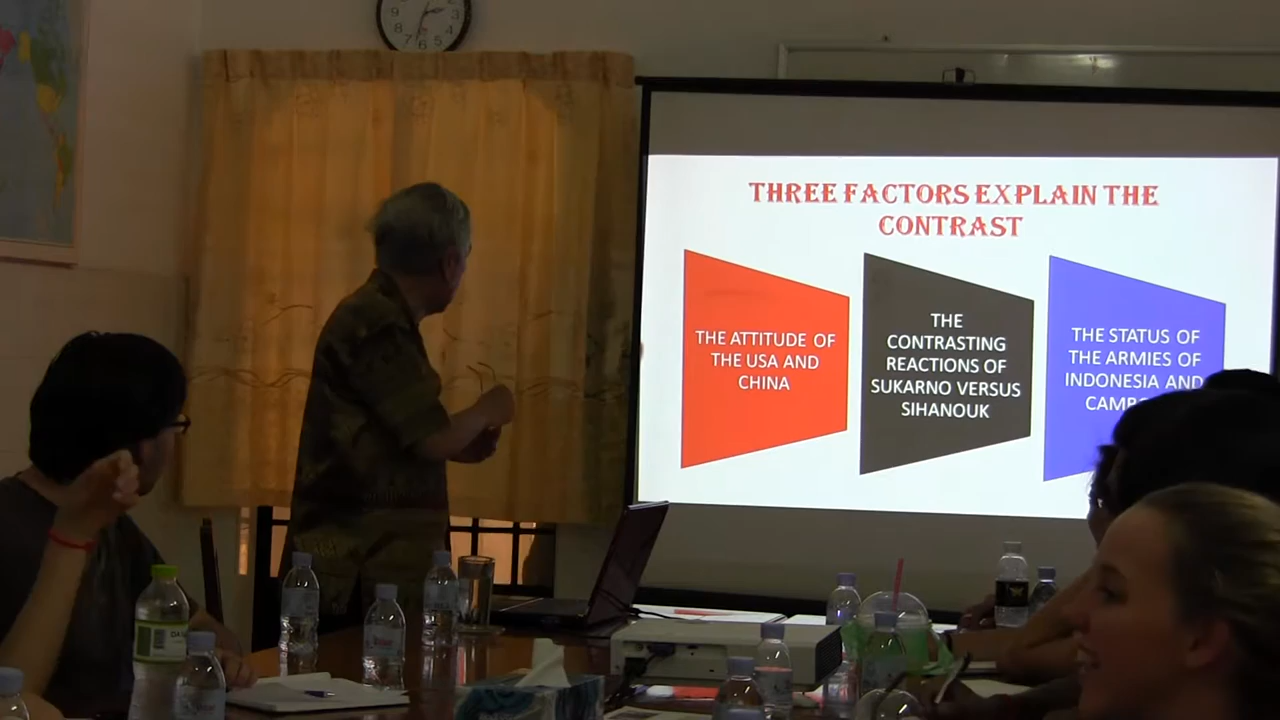 THREE FACTORS EXPLAIN THE
CONTRAST
THE ATTITUDE OF
THE USA AND
CHINA
THE
CONTRASTING
REACTIONS OF
SUKARNO VERSUS
SIHANOUK
THE STATUS OF
THE ARMIES OF
INDONESIA AND